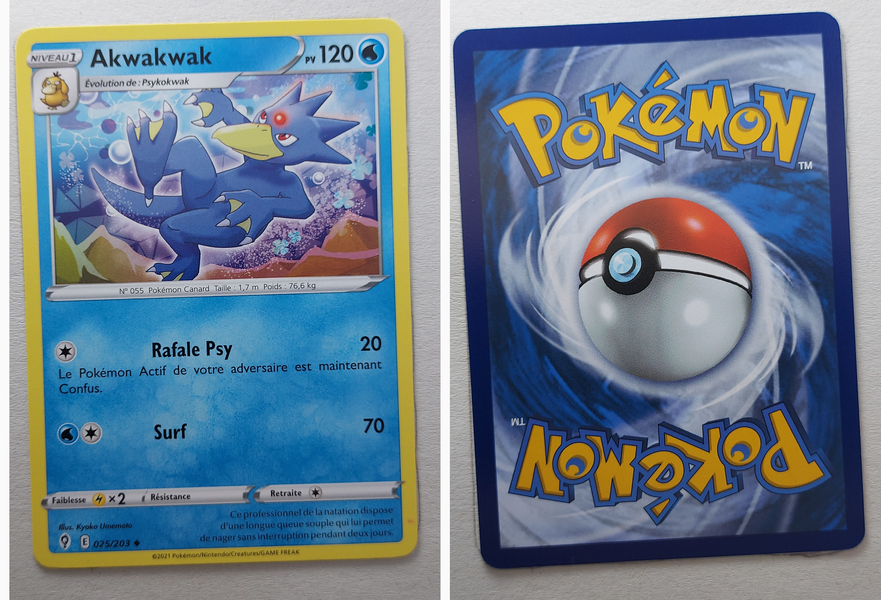 NIVEAU 1
Akwakwak
PV 120
Évolution de : Psykokwak
N° 055 Pokémon Canard Taille : 1,7 m Poids : 76,6 kg
Rafale Psy 20
Le Pokémon Actif de votre adversaire est maintenant
Confus.
Surf 70
Faiblesse ×2 Résistance Retraite
Illus. Kyoko Umemoto
Ce professionnel de la natation dispose
d'une longue queue souple qui lui permet
de nager sans interruption pendant deux jours.
E 025/203
©2021 Pokémon/Nintendo/Creatures/GAME FREAK
POKéMON
TM
POKéMON
TM